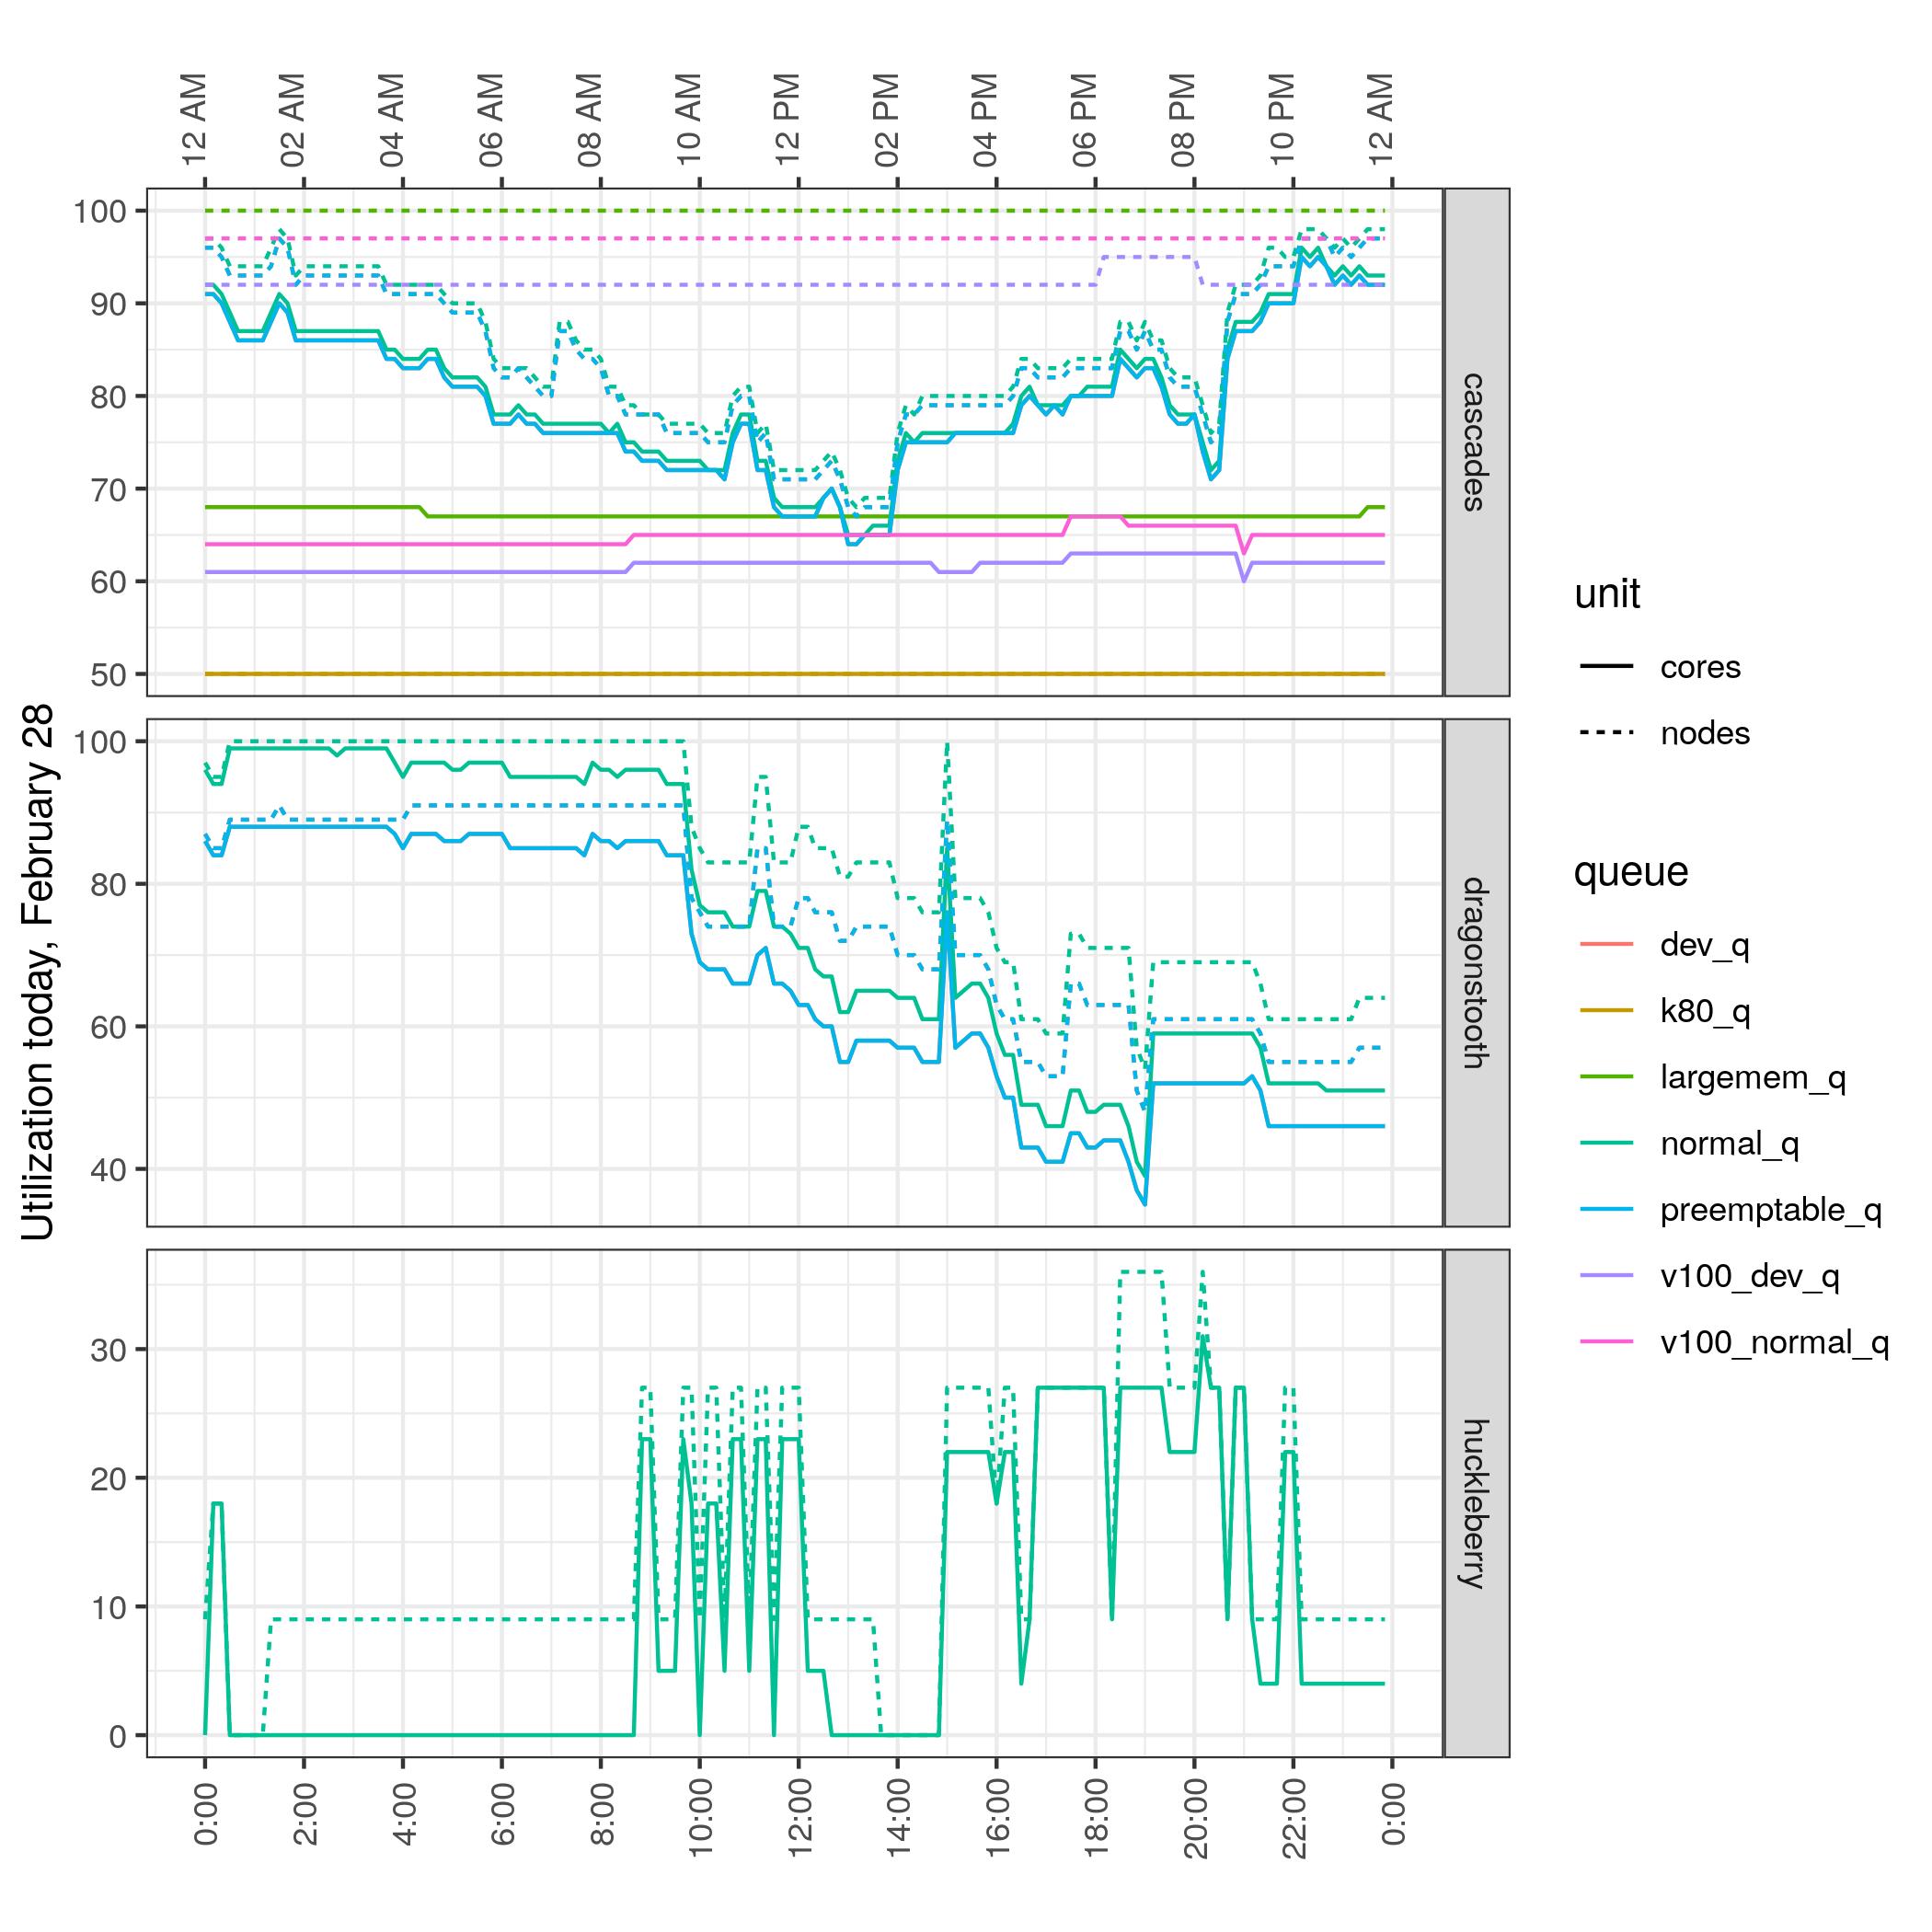 12 AM
02 AM
04 AM
06 AM
08 AM
10 AM
12 PM
02 PM
04 PM
06 PM
08 PM
10 PM
12 AM
Utilization today, February 28
100
90
80
70
60
50
cascades
100
80
60
40
dragonstooth
30
20
10
0
huckleberry
0:00
2:00
4:00
6:00
8:00
10:00
12:00
14:00
16:00
18:00
20:00
22:00
0:00
unit
cores
nodes
queue
dev_q
k80_q
largemem_q
normal_q
preemptable_q
v100_dev_q
v100_normal_q